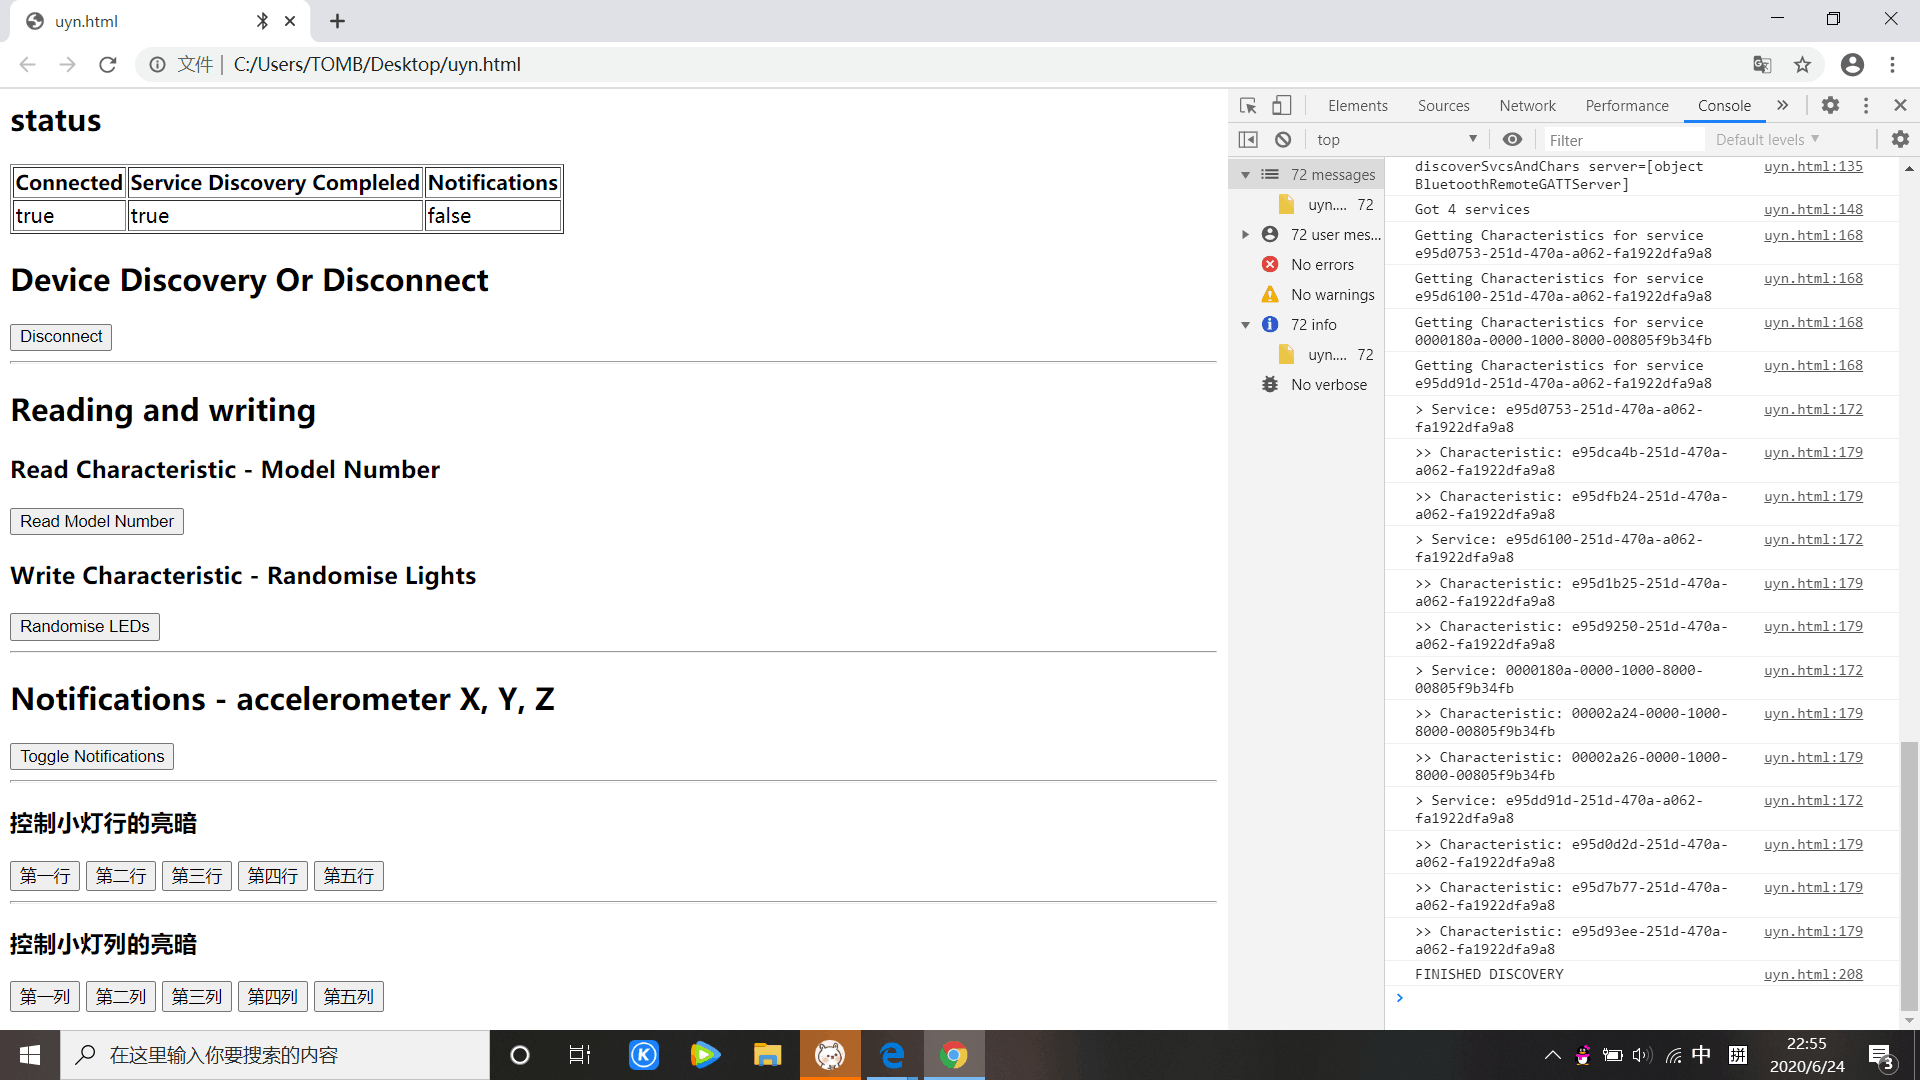 uyn.html
文件 | C:/Users/TOMB/Desktop/uyn.html
status
Connected Service Discovery Compleled Notifications
true true false
Device Discovery Or Disconnect
Disconnect
Reading and writing
Read Characteristic - Model Number
Read Model Number
Write Characteristic - Randomise Lights
Randomise LEDs
Notifications - accelerometer X, Y, Z
Toggle Notifications
控制小灯行的亮暗
第一行 第二行 第三行 第四行 第五行
控制小灯列的亮暗
第一列 第二列 第三列 第四列 第五列
Elements Sources Network Performance Console
top Filter Default levels
72 messages
uyn.... 72
72 user mes...
No errors
No warnings
72 info
uyn.... 72
No verbose
discoverSvcsAndChars server=[object uyn.html:135
BluetoothRemoteGATTServer]
Got 4 services uyn.html:148
Getting Characteristics for service uyn.html:168
e95d0753-251d-470a-a062-fa1922dfa9a8
Getting Characteristics for service uyn.html:168
e95d6100-251d-470a-a062-fa1922dfa9a8
Getting Characteristics for service uyn.html:168
0000180a-0000-1000-8000-00805f9b34fb
Getting Characteristics for service uyn.html:168
e95dd91d-251d-470a-a062-fa1922dfa9a8
> Service: e95d0753-251d-470a-a062- uyn.html:172
fa1922dfa9a8
>> Characteristic: e95dca4b-251d-470a- uyn.html:179
a062-fa1922dfa9a8
>> Characteristic: e95dfb24-251d-470a- uyn.html:179
a062-fa1922dfa9a8
> Service: e95d6100-251d-470a-a062- uyn.html:172
fa1922dfa9a8
>> Characteristic: e95d1b25-251d-470a- uyn.html:179
a062-fa1922dfa9a8
>> Characteristic: e95d9250-251d-470a- uyn.html:179
a062-fa1922dfa9a8
> Service: 0000180a-0000-1000-8000- uyn.html:172
00805f9b34fb
>> Characteristic: 00002a24-0000-1000- uyn.html:179
8000-00805f9b34fb
>> Characteristic: 00002a26-0000-1000- uyn.html:179
8000-00805f9b34fb
> Service: e95dd91d-251d-470a-a062- uyn.html:172
fa1922dfa9a8
>> Characteristic: e95d0d2d-251d-470a- uyn.html:179
a062-fa1922dfa9a8
>> Characteristic: e95d7b77-251d-470a- uyn.html:179
a062-fa1922dfa9a8
>> Characteristic: e95d93ee-251d-470a- uyn.html:179
a062-fa1922dfa9a8
FINISHED DISCOVERY uyn.html:208
在这里输入你要搜索的内容
中 拼
22:55
2020/6/24
3